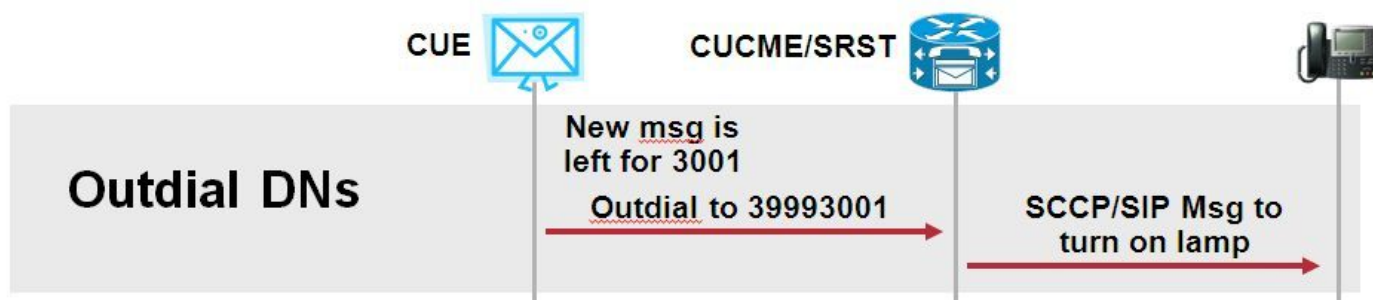 CUE
CUCME/SRST
Outdial DNs
New msg is
left for 3001
Outdial to 39993001
SCCP/SIP Msg to
turn on lamp